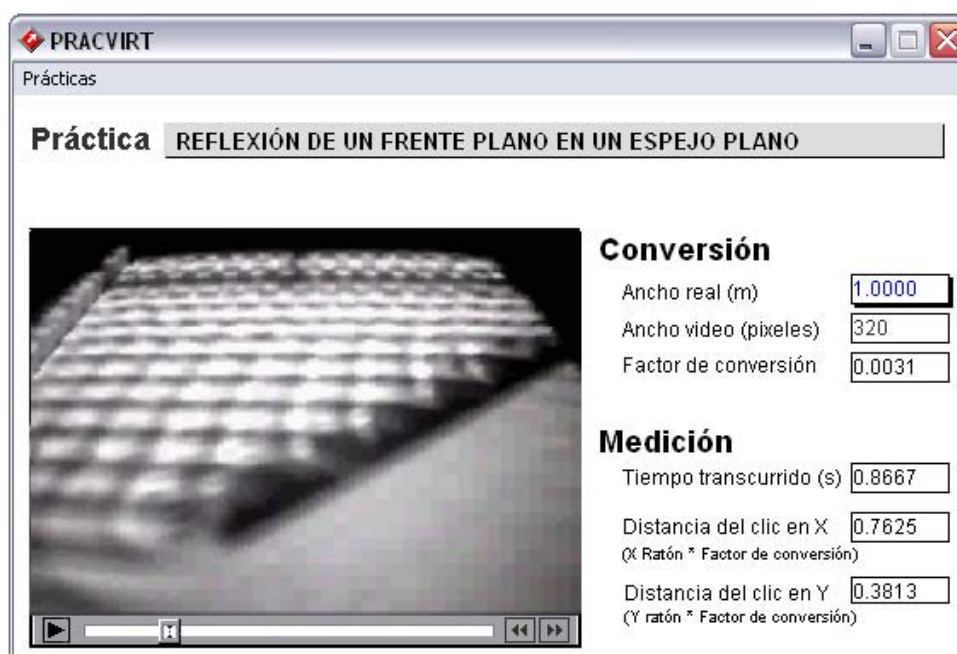 PRACVIRT
Prácticas
Práctica REFLEXIÓN DE UN FRENTE PLANO EN UN ESPEJO PLANO
Conversión
Ancho real (m) 1.0000
Ancho video (pixeles) 320
Factor de conversión 0.0031
Medición
Tiempo transcurrido (s) 0.8667
Distancia del clic en X 0.7625
(X Ratón * Factor de conversión)
Distancia del clic en Y 0.3813
(Y ratón * Factor de conversión)